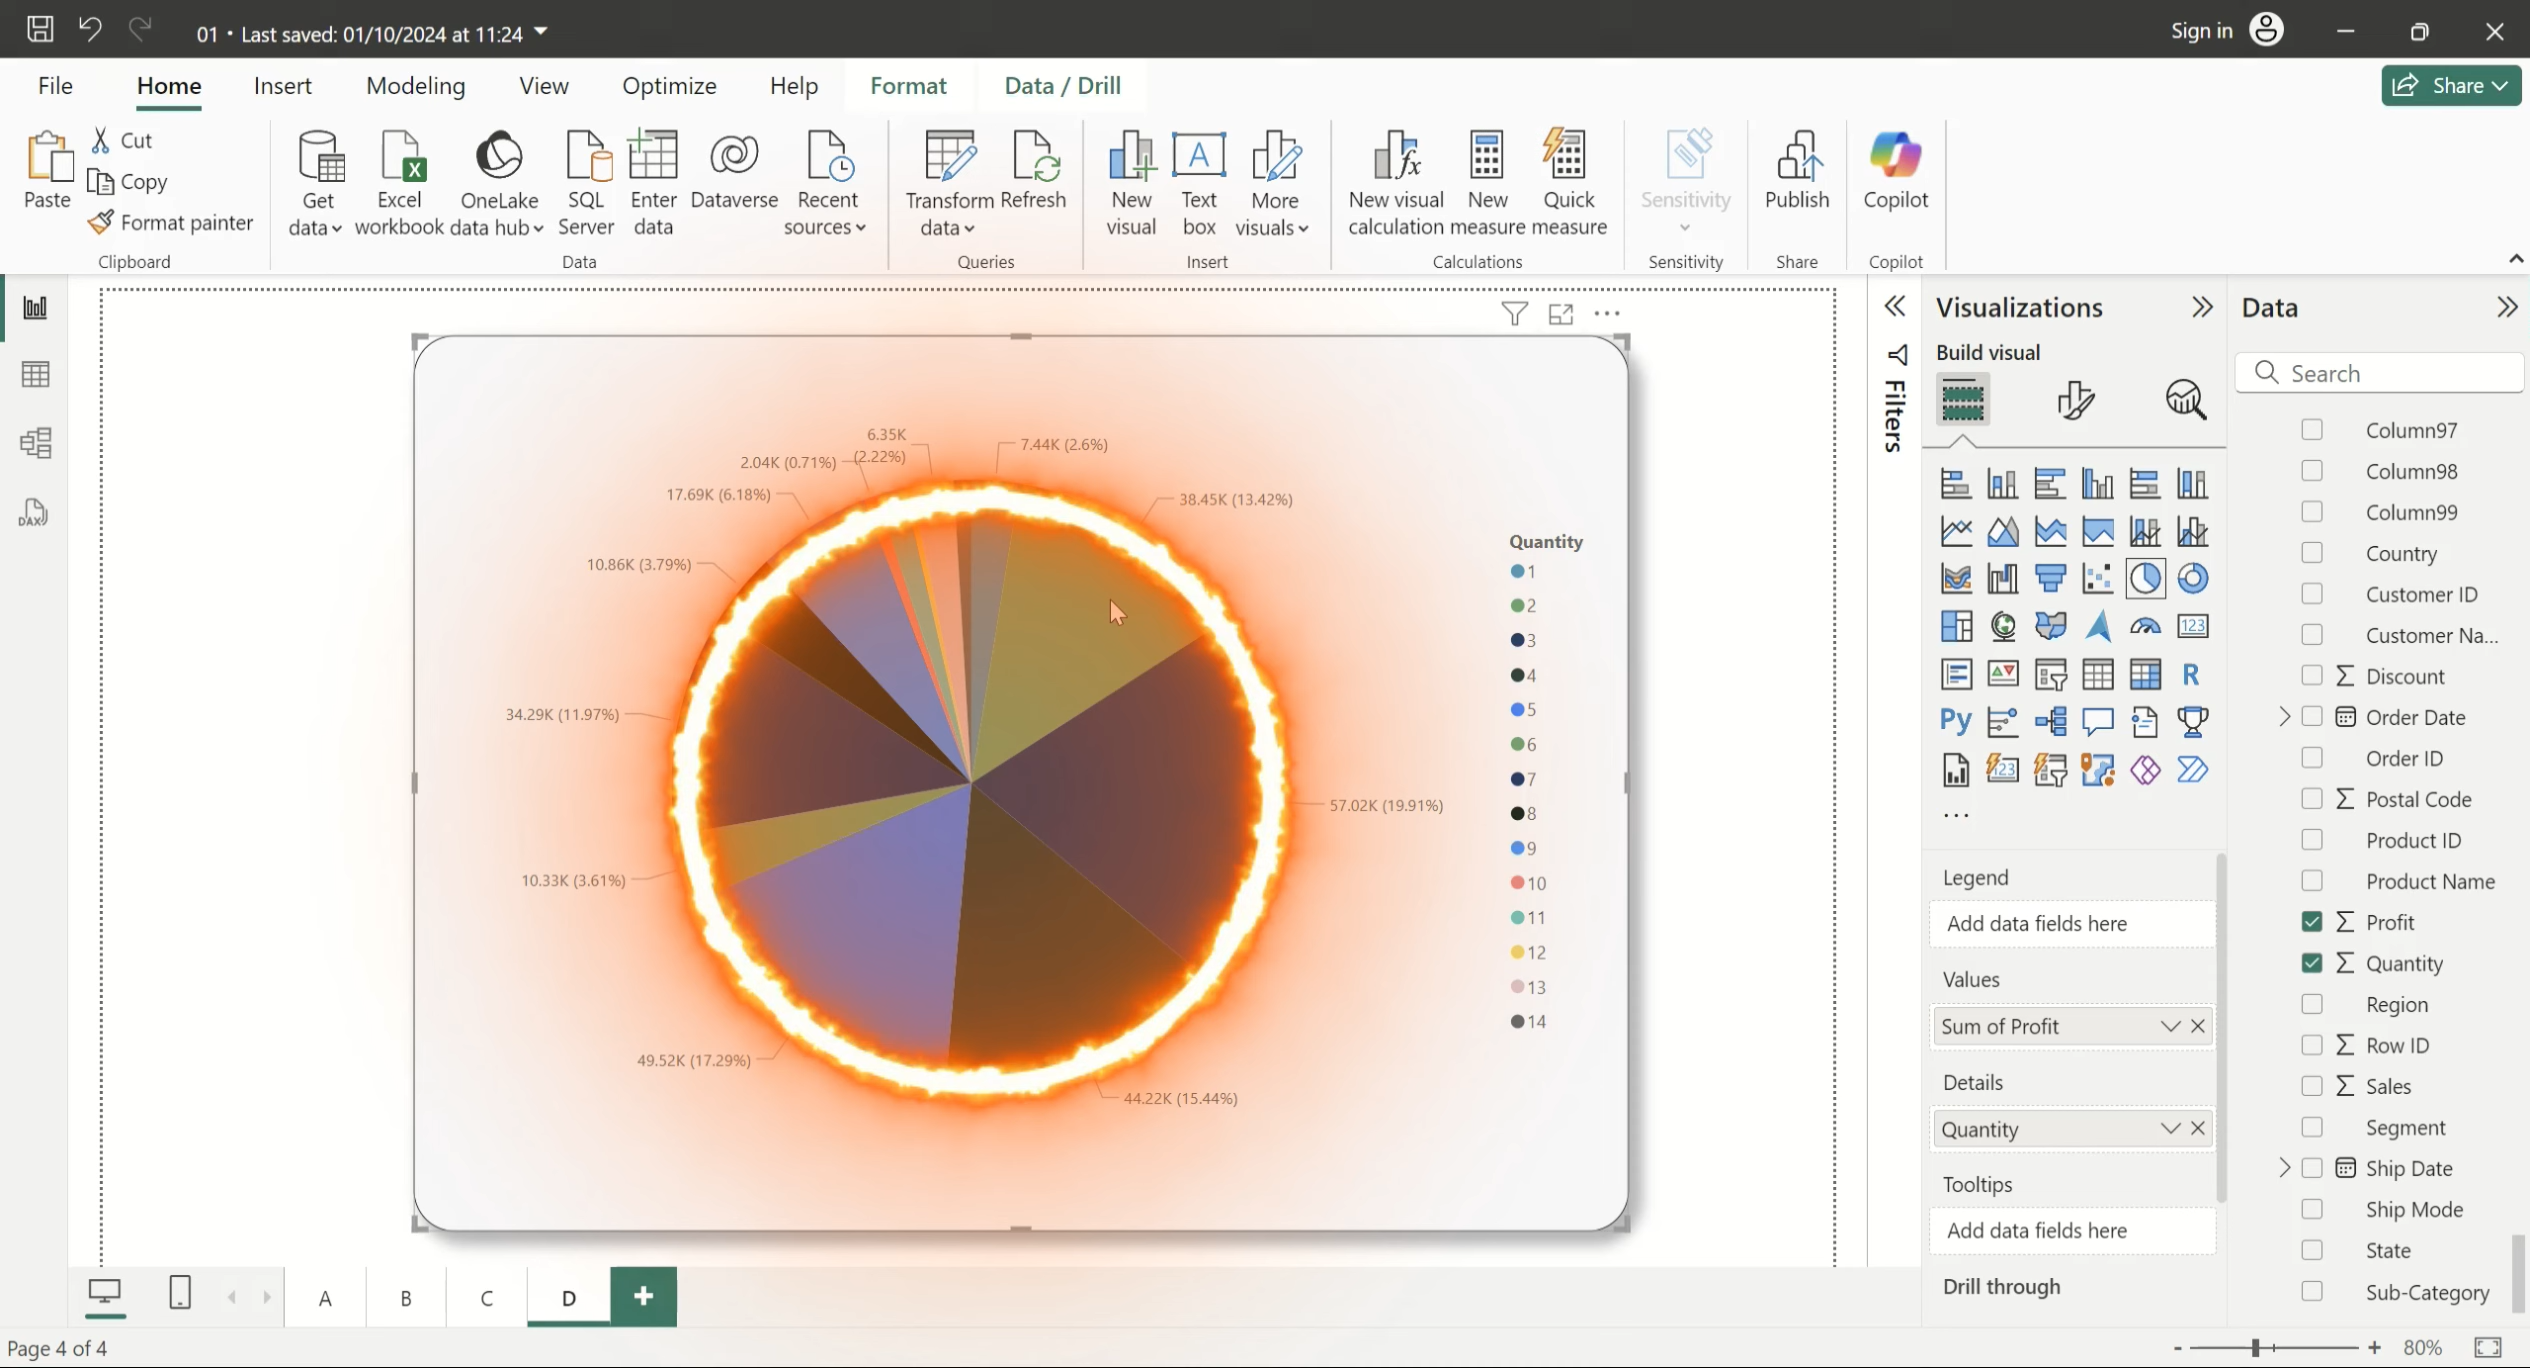 01 • Last saved: 01/10/2024 at 11:24
Sign in
File Home Insert Modeling View Optimize Help Format Data / Drill
Share
Paste
Cut
Copy
Format painter
Clipboard
Get data
Excel workbook
OneLake data hub
SQL Server
Enter data
Dataverse
Recent sources
Data
Transform data
Refresh
Queries
New visual
Text box
More visuals
Insert
New visual calculation
New measure
Quick measure
Calculations
Sensitivity
Sensitivity
Publish
Share
Copilot
Copilot
DAX
7.44K (2.6%)
38.45K (13.42%)
57.02K (19.91%)
44.22K (15.44%)
49.52K (17.29%)
10.33K (3.61%)
34.29K (11.97%)
10.86K (3.79%)
17.69K (6.18%)
2.04K (0.71%)
6.35K
(2.22%)
Quantity
1
2
3
4
5
6
7
8
9
10
11
12
13
14
Filters
Visualizations
Build visual
123
R
Py
123
...
Legend
Add data fields here
Values
Sum of Profit
Details
Quantity
Tooltips
Add data fields here
Drill through
Data
Search
Column97
Column98
Column99
Country
Customer ID
Customer Na...
Σ Discount
Order Date
Order ID
Σ Postal Code
Product ID
Product Name
Σ Profit
Σ Quantity
Region
Σ Row ID
Σ Sales
Segment
Ship Date
Ship Mode
State
Sub-Category
A B C D +
Page 4 of 4
- + 80%